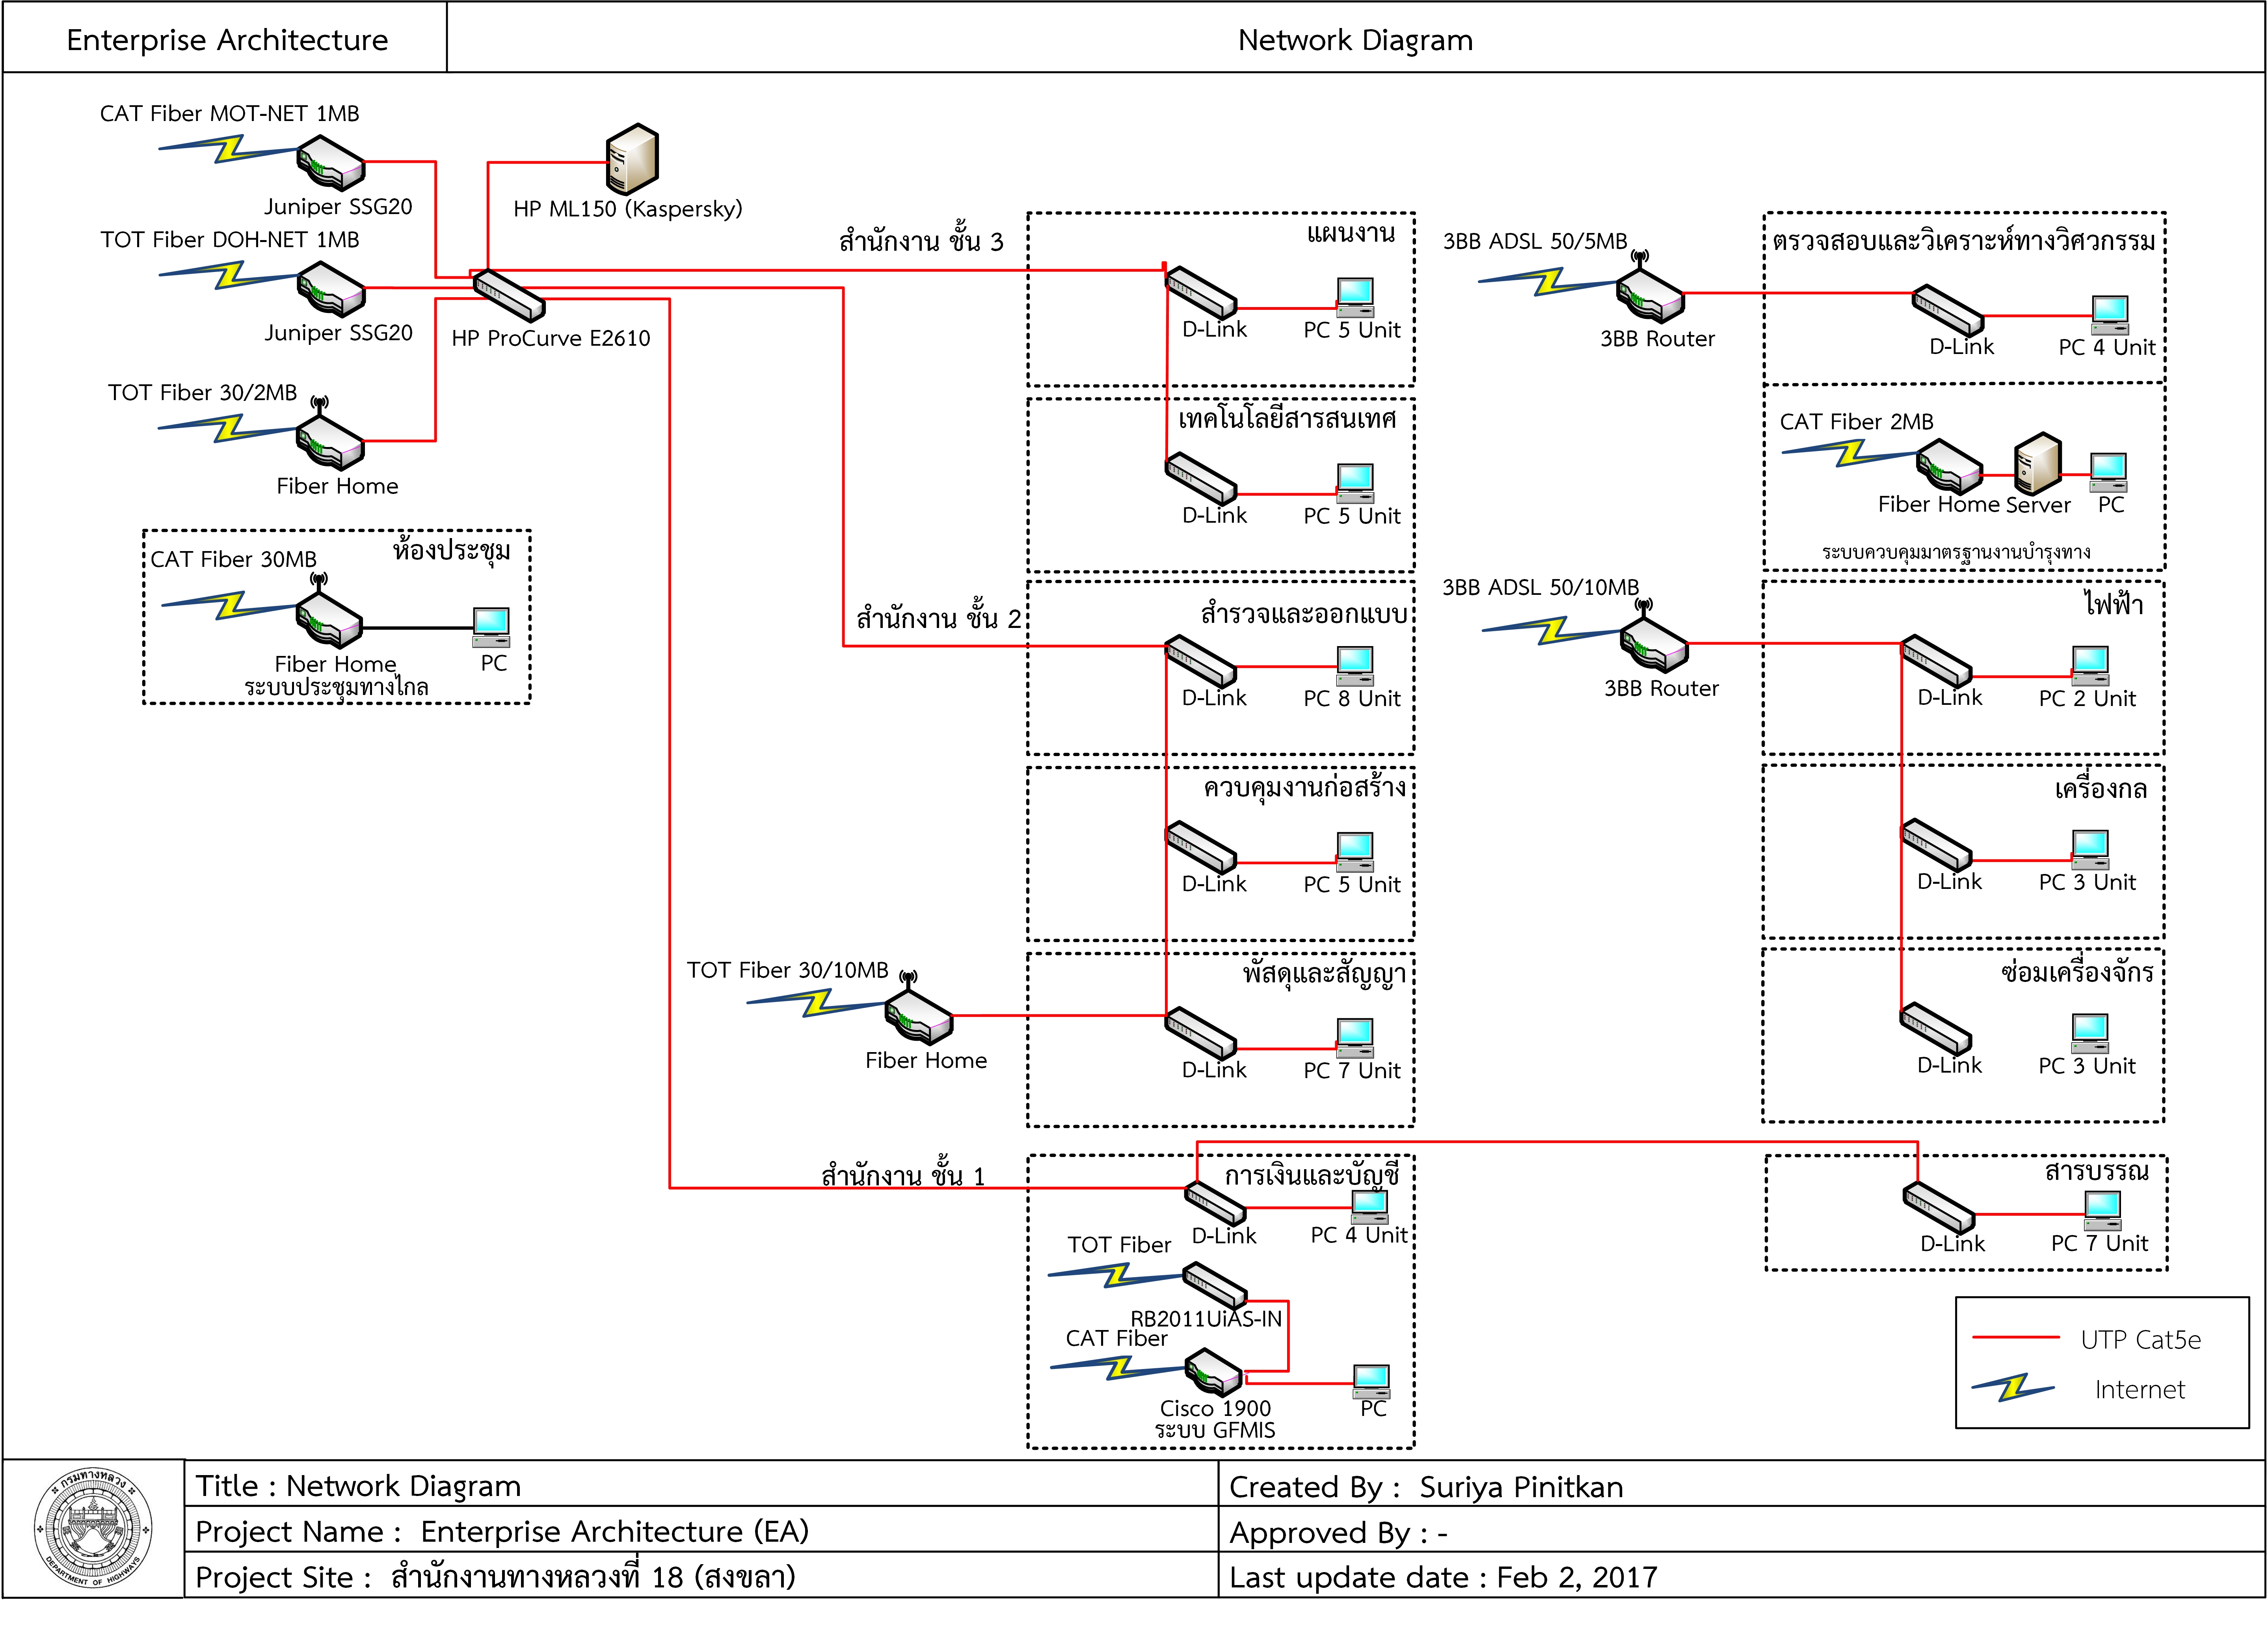 Enterprise Architecture
Network Diagram
CAT Fiber MOT-NET 1MB
Juniper SSG20
HP ML150 (Kaspersky)
TOT Fiber DOH-NET 1MB
Juniper SSG20
HP ProCurve E2610
TOT Fiber 30/2MB
Fiber Home
ห้องประชุม
CAT Fiber 30MB
Fiber Home
ระบบประชุมทางไกล
PC
สำนักงาน ชั้น 3
แผนงาน
D-Link
PC 5 Unit
เทคโนโลยีสารสนเทศ
D-Link
PC 5 Unit
สำนักงาน ชั้น 2
สำรวจและออกแบบ
D-Link
PC 8 Unit
ควบคุมงานก่อสร้าง
D-Link
PC 5 Unit
TOT Fiber 30/10MB
Fiber Home
พัสดุและสัญญา
D-Link
PC 7 Unit
สำนักงาน ชั้น 1
การเงินและบัญชี
D-Link
PC 4 Unit
TOT Fiber
RB2011UiAS-IN
CAT Fiber
Cisco 1900
ระบบ GFMIS
PC
3BB ADSL 50/5MB
3BB Router
ตรวจสอบและวิเคราะห์ทางวิศวกรรม
D-Link
PC 4 Unit
CAT Fiber 2MB
Fiber Home
Server
PC
ระบบควบคุมมาตรฐานงานบำรุงทาง
3BB ADSL 50/10MB
3BB Router
ไฟฟ้า
D-Link
PC 2 Unit
เครื่องกล
D-Link
PC 3 Unit
ซ่อมเครื่องจักร
D-Link
PC 3 Unit
สารบรรณ
D-Link
PC 7 Unit
UTP Cat5e
Internet
กรมทางหลวง
DEPARTMENT OF HIGHWAYS
Title : Network Diagram
Created By : Suriya Pinitkan
Project Name : Enterprise Architecture (EA)
Approved By : -
Project Site : สำนักงานทางหลวงที่ 18 (สงขลา)
Last update date : Feb 2, 2017